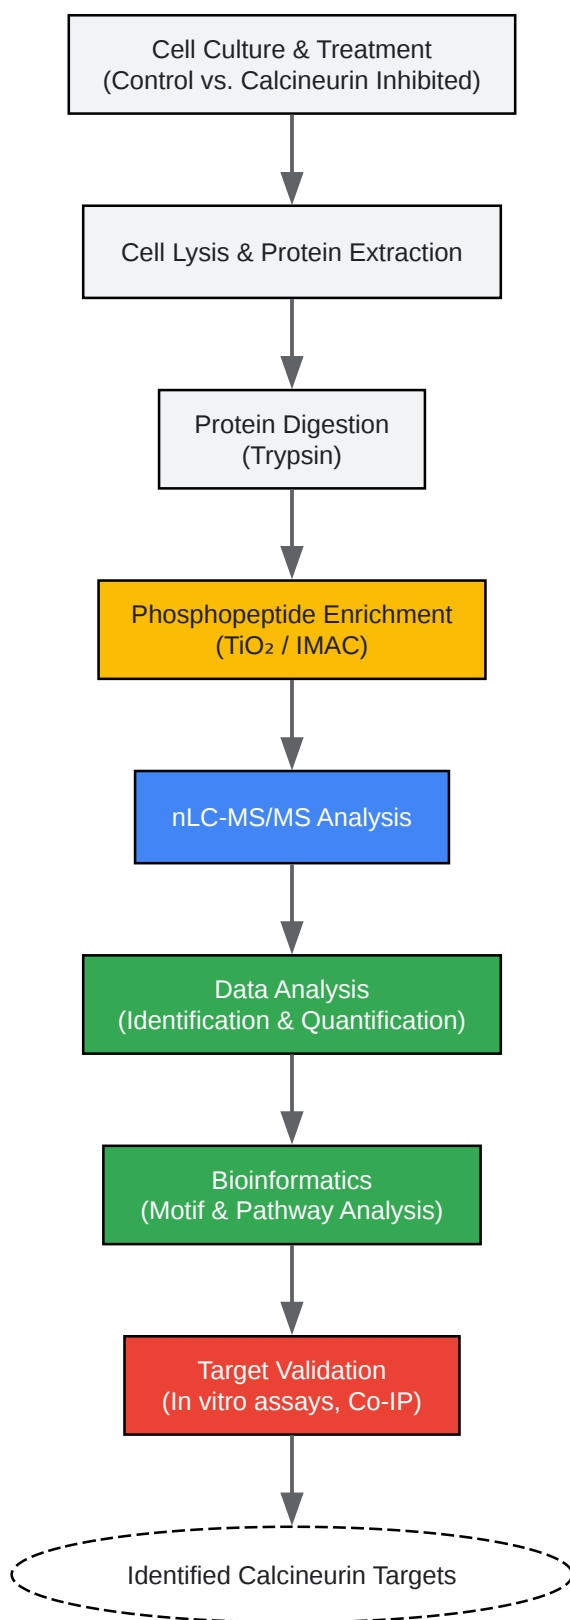 Cell Culture & Treatment
(Control vs. Calcineurin Inhibited)
Cell Lysis & Protein Extraction
Protein Digestion
(Trypsin)
Phosphopeptide Enrichment
(TiO₂ / IMAC)
nLC-MS/MS Analysis
Data Analysis
(Identification & Quantification)
Bioinformatics
(Motif & Pathway Analysis)
Target Validation
(In vitro assays, Co-IP)
Identified Calcineurin Targets